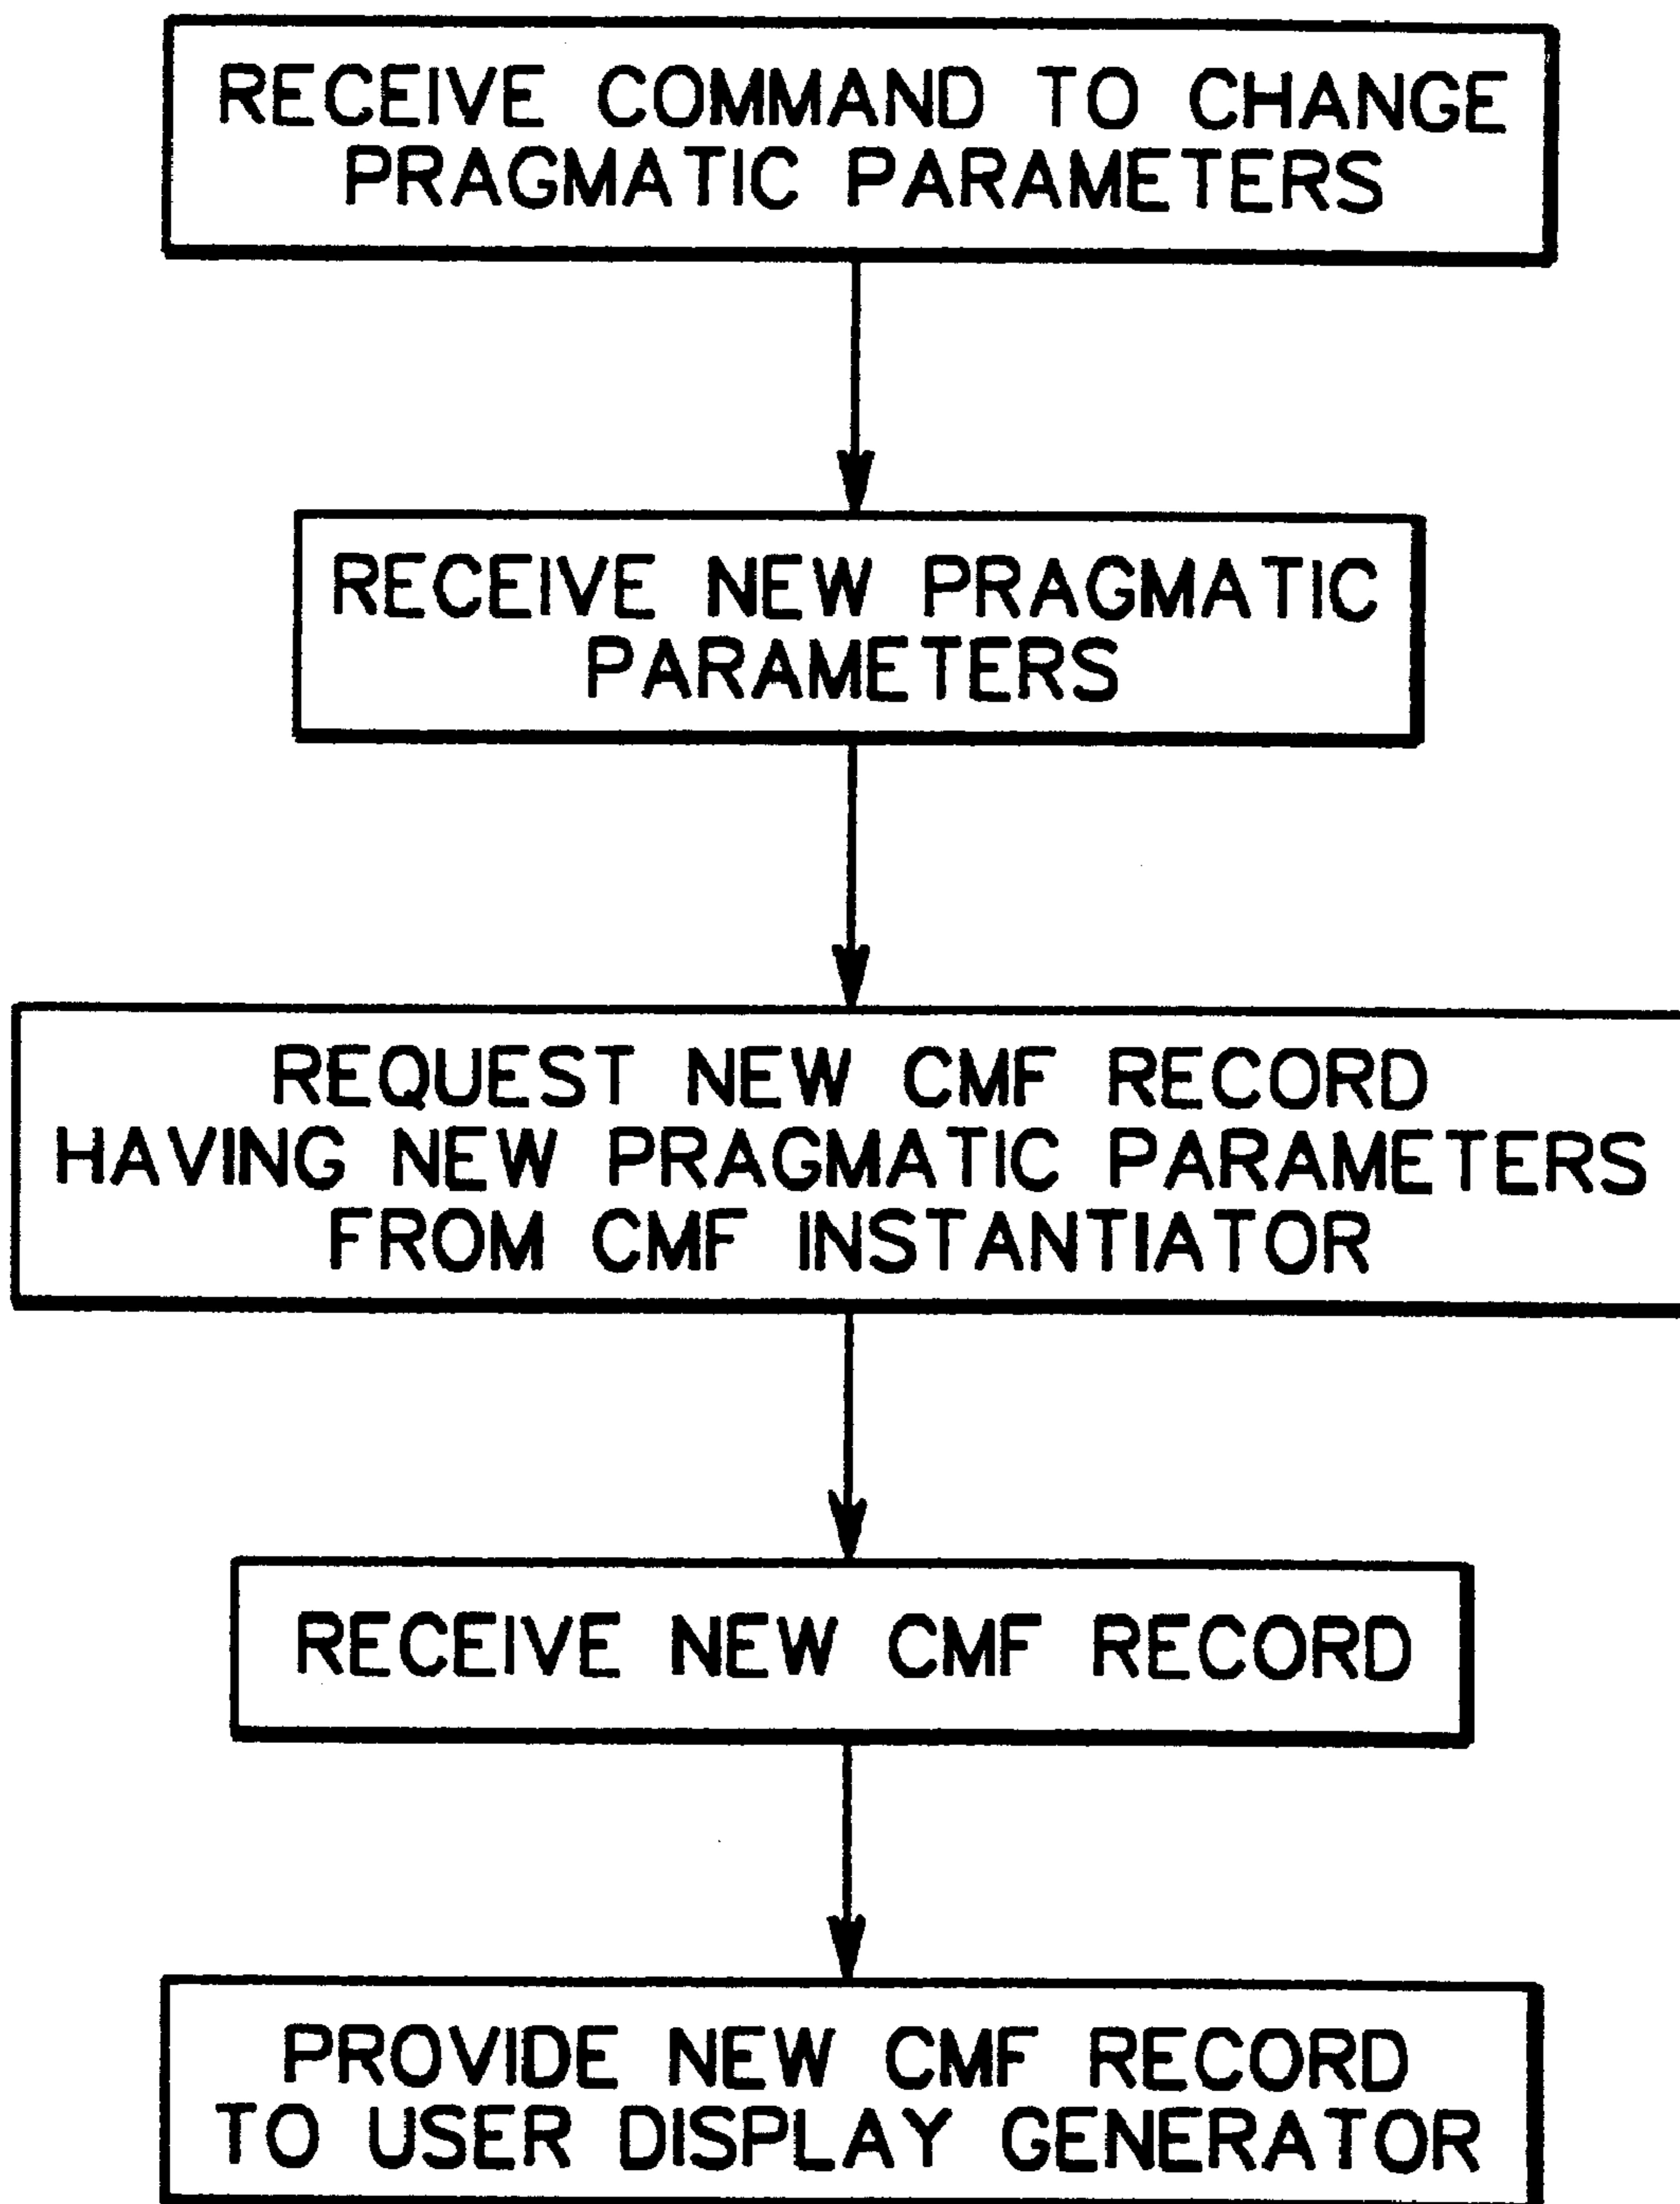 RECEIVE COMMAND TO CHANGE
PRAGMATIC PARAMETERS
RECEIVE NEW PRAGMATIC
PARAMETERS
REQUEST NEW CMF RECORD
HAVING NEW PRAGMATIC PARAMETERS
FROM CMF INSTANTIATOR
RECEIVE NEW CMF RECORD
PROVIDE NEW CMF RECORD
TO USER DISPLAY GENERATOR